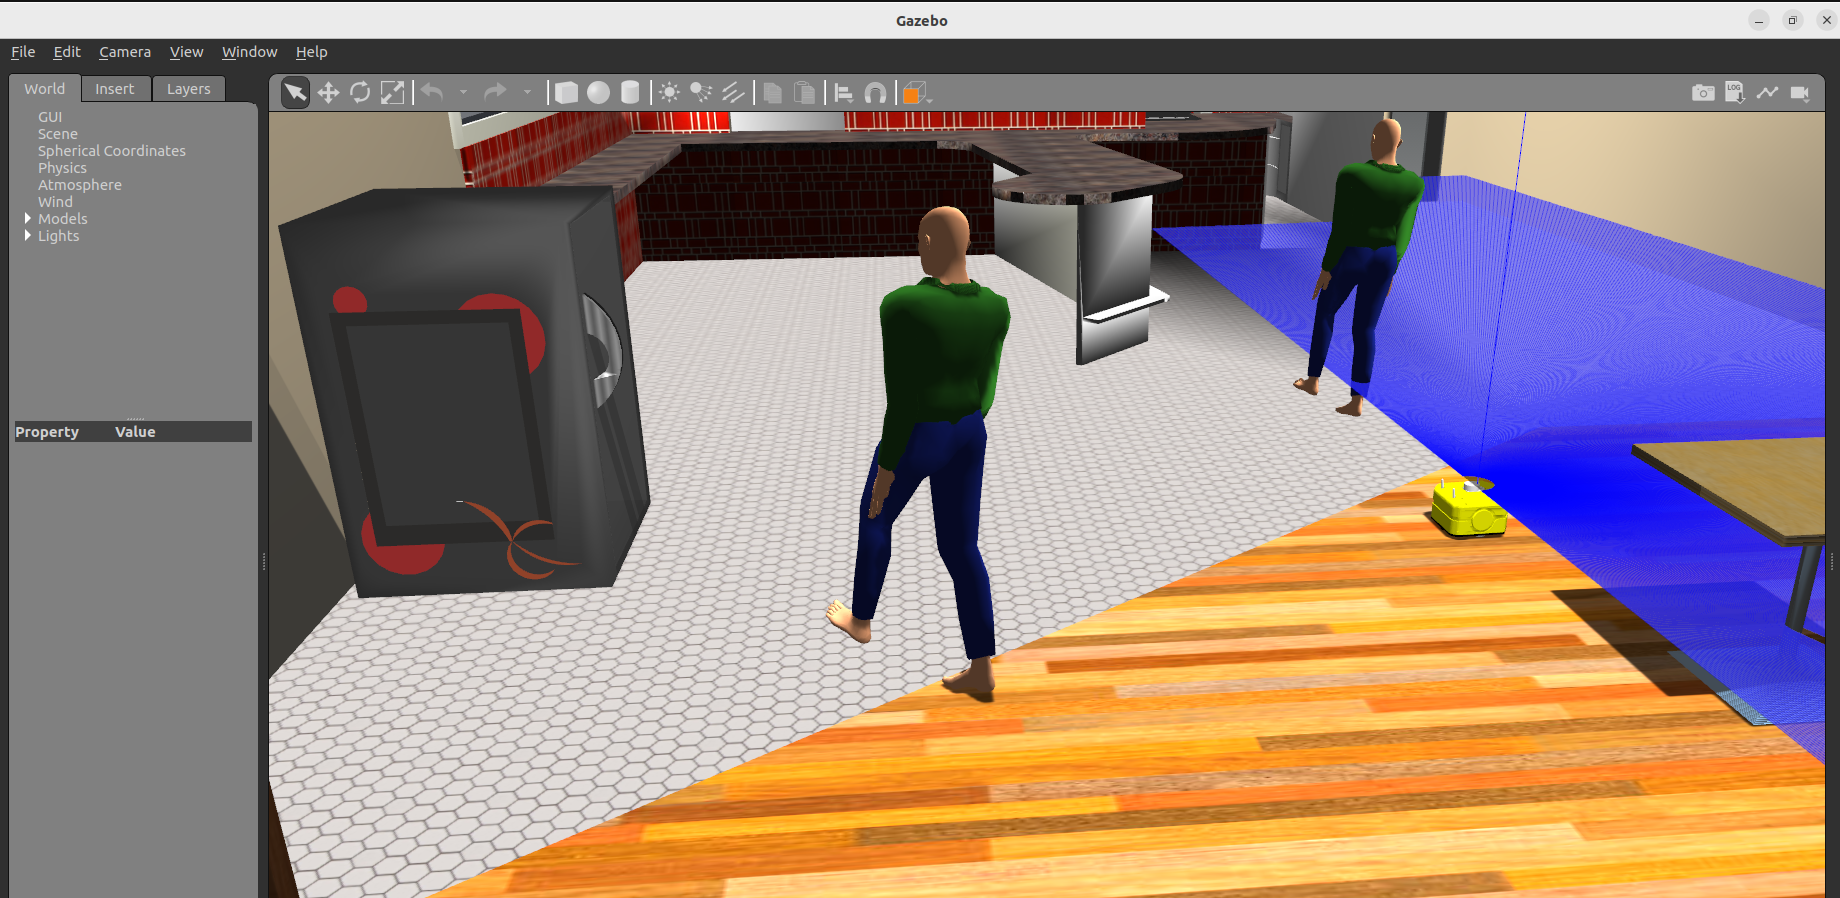 Gazebo
File Edit Camera View Window Help
World Insert Layers
GUI
Scene
Spherical Coordinates
Physics
Atmosphere
Wind
Models
Lights
Property Value
LOG